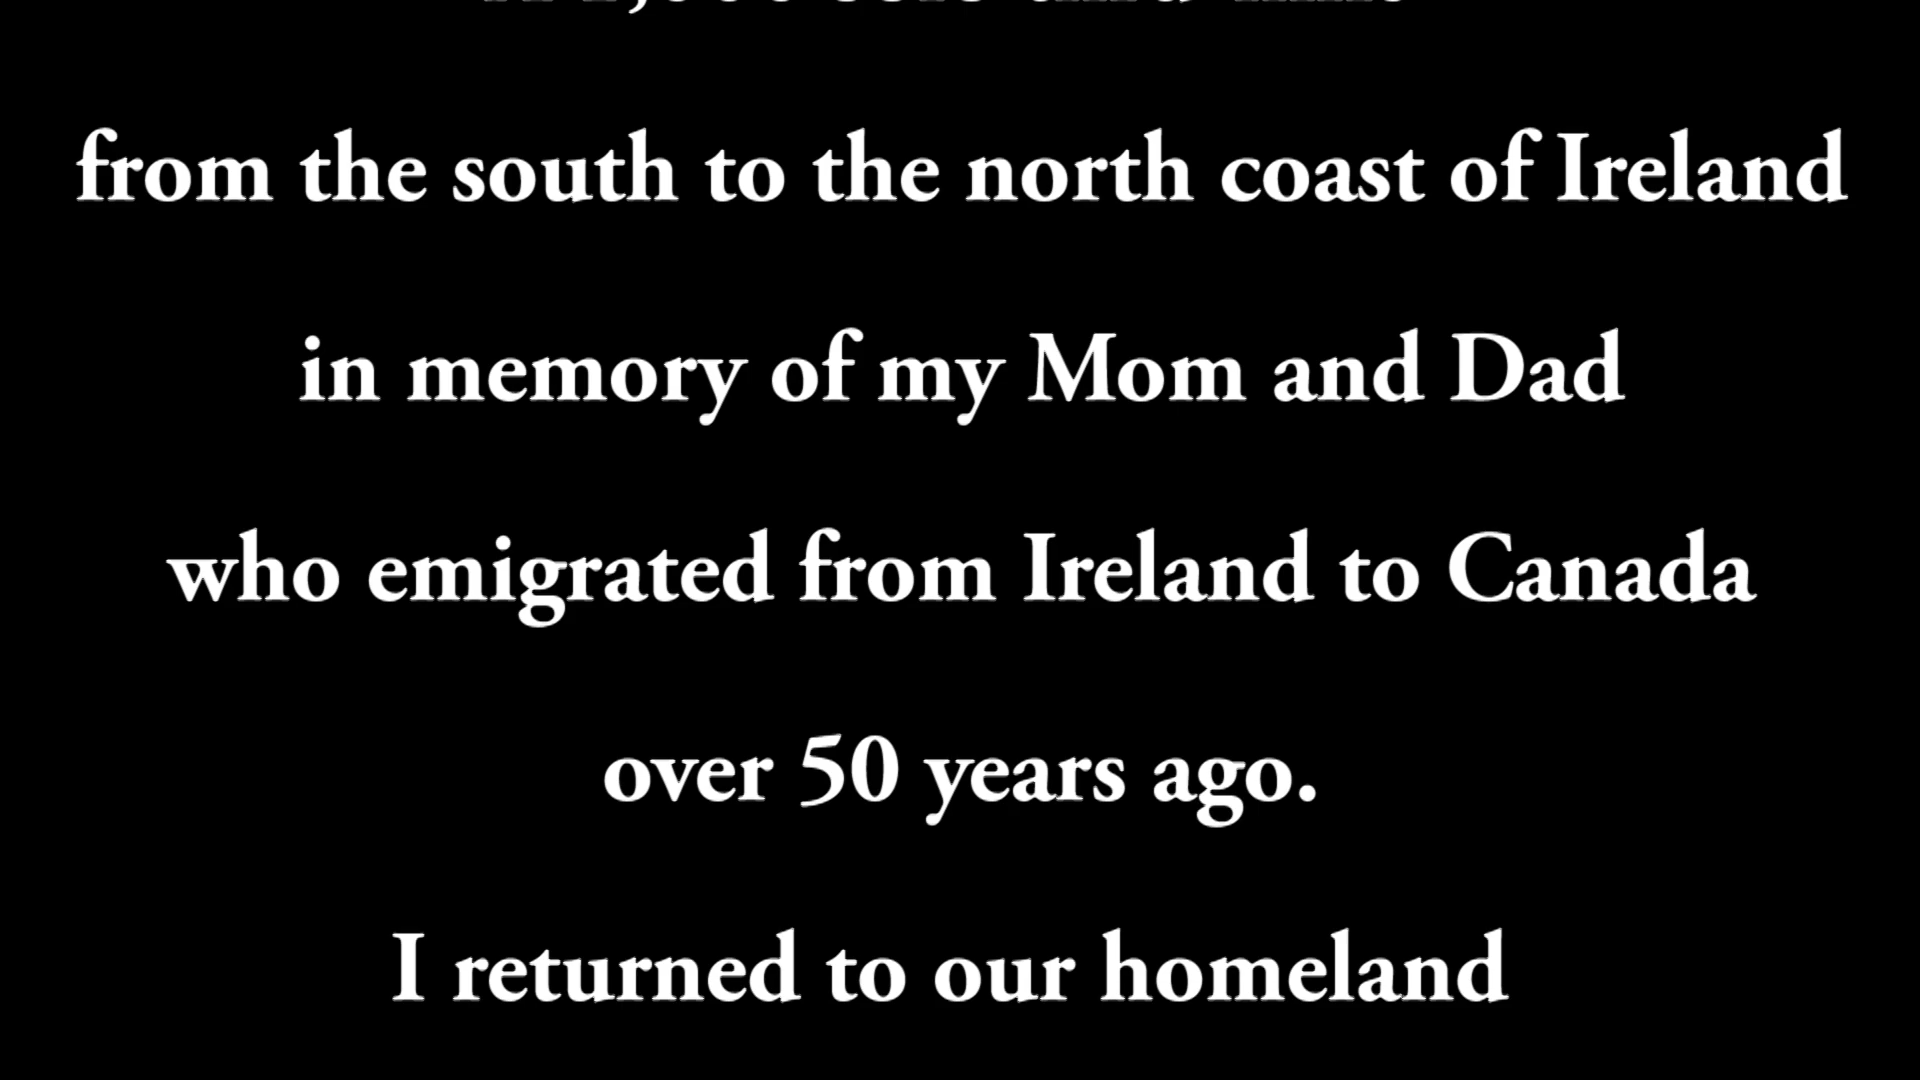 from the south to the north coast of Ireland
in memory of my Mom and Dad
who emigrated from Ireland to Canada
over 50 years ago.
I returned to our homeland